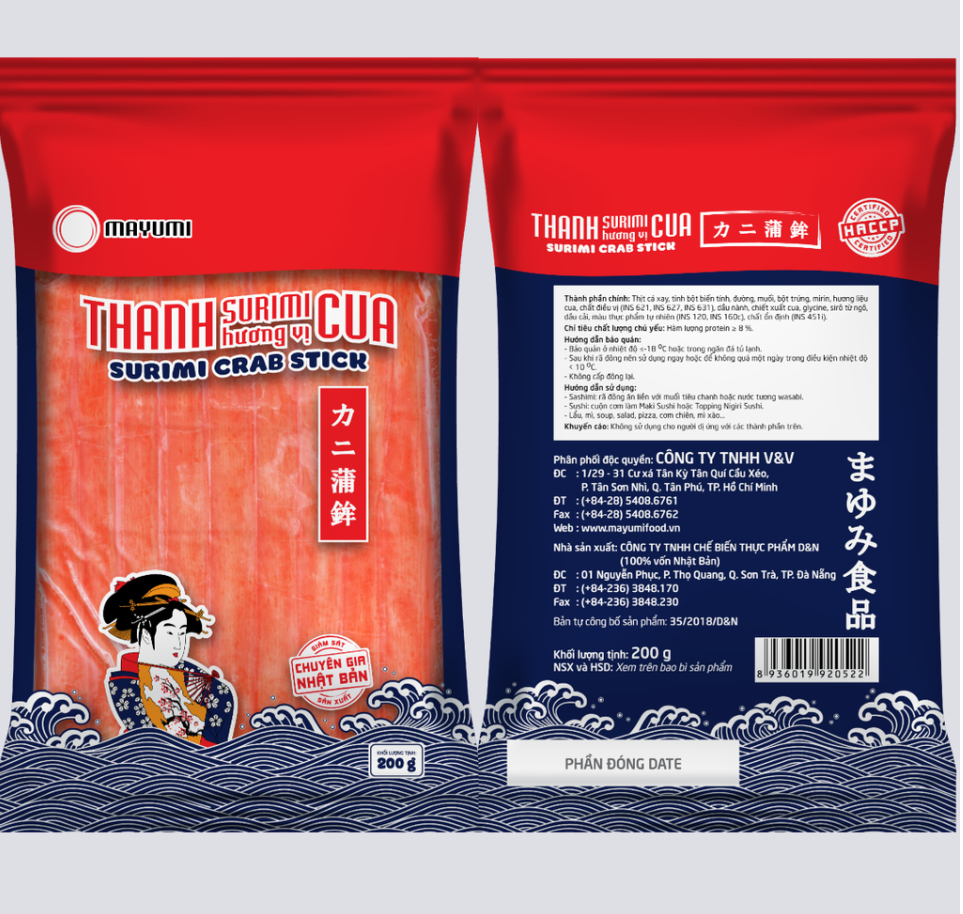 MAYUMI
THANH SURIMI hương vị CUA
SURIMI CRAB STICK
カニ蒲鉾
GIÁM SÁT
CHUYÊN GIA
NHẬT BẢN
SẢN XUẤT
KHỐI LƯỢNG TỊNH:
200 g
THANH SURIMI hương vị CUA
SURIMI CRAB STICK
カニ蒲鉾
CERTIFIED
HACCP
CERTIFIED
Thành phần chính: Thịt cá xay, tinh bột biến tính, đường, muối, bột trứng, mirin, hương liệu
cua, chất điều vị (INS 621, INS 627, INS 631), dầu nành, chiết xuất cua, glycine, sirô từ ngô,
dầu cải, màu thực phẩm tự nhiên (INS 120, INS 160c), chất ổn định (INS 451i).
Chỉ tiêu chất lượng chủ yếu: Hàm lượng protein ≥ 8 %.
Hướng dẫn bảo quản:
- Bảo quản ở nhiệt độ <-18 ⁰C hoặc trong ngăn đá tủ lạnh.
- Sau khi rã đông nên sử dụng ngay hoặc để không quá một ngày trong điều kiện nhiệt độ
< 10 ⁰C.
- Không cấp đông lại.
Hướng dẫn sử dụng:
- Sashimi: rã đông ăn liền với muối tiêu chanh hoặc nước tương wasabi.
- Sushi: cuộn cơm làm Maki Sushi hoặc Topping Nigiri Sushi.
- Lẩu, mì, soup, salad, pizza, cơm chiên, mì xào...
Khuyến cáo: Không sử dụng cho người dị ứng với các thành phần trên.
Phân phối độc quyền: CÔNG TY TNHH V&V
ĐC : 1/29 - 31 Cư xá Tân Kỳ Tân Quí Cầu Xéo,
P. Tân Sơn Nhì, Q. Tân Phú, TP. Hồ Chí Minh
ĐT : (+84-28) 5408.6761
Fax : (+84-28) 5408.6762
Web : www.mayumifood.vn
Nhà sản xuất: CÔNG TY TNHH CHẾ BIẾN THỰC PHẨM D&N
(100% vốn Nhật Bản)
ĐC : 01 Nguyễn Phục, P. Thọ Quang, Q. Sơn Trà, TP. Đà Nẵng
ĐT : (+84-236) 3848.170
Fax : (+84-236) 3848.230
Bản tự công bố sản phẩm: 35/2018/D&N
まゆみ食品
Khối lượng tịnh: 200 g
NSX và HSD: Xem trên bao bì sản phẩm
8 936019 920522
PHẦN ĐÓNG DATE